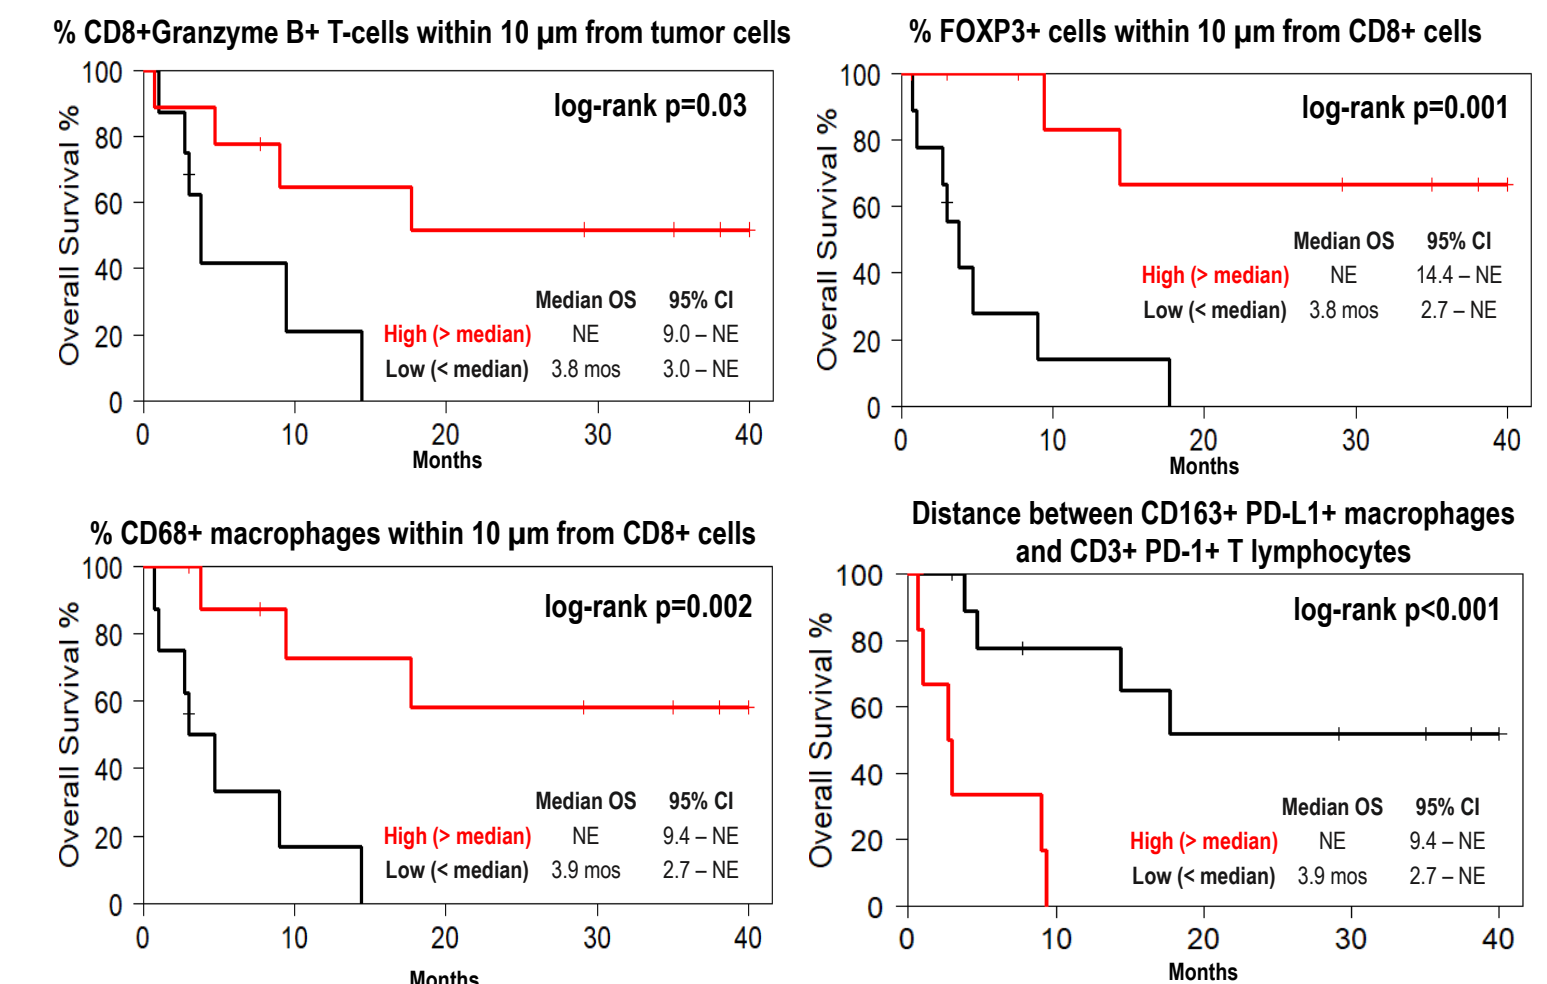 % CD8+Granzyme B+ T-cells within 10 µm from tumor cells
100
80
60
40
20
0
Overall Survival %
log-rank p=0.03
Median OS 95% CI
High (> median) NE 9.0 – NE
Low (< median) 3.8 mos 3.0 – NE
0 10 20 30 40
Months
% FOXP3+ cells within 10 µm from CD8+ cells
100
80
60
40
20
0
Overall Survival %
log-rank p=0.001
Median OS 95% CI
High (> median) NE 14.4 – NE
Low (< median) 3.8 mos 2.7 – NE
0 10 20 30 40
Months
% CD68+ macrophages within 10 µm from CD8+ cells
100
80
60
40
20
0
Overall Survival %
log-rank p=0.002
Median OS 95% CI
High (> median) NE 9.4 – NE
Low (< median) 3.9 mos 2.7 – NE
0 10 20 30 40
Months
Distance between CD163+ PD-L1+ macrophages
and CD3+ PD-1+ T lymphocytes
100
80
60
40
20
0
Overall Survival %
log-rank p<0.001
Median OS 95% CI
High (> median) NE 9.4 – NE
Low (< median) 3.9 mos 2.7 – NE
0 10 20 30 40
Months